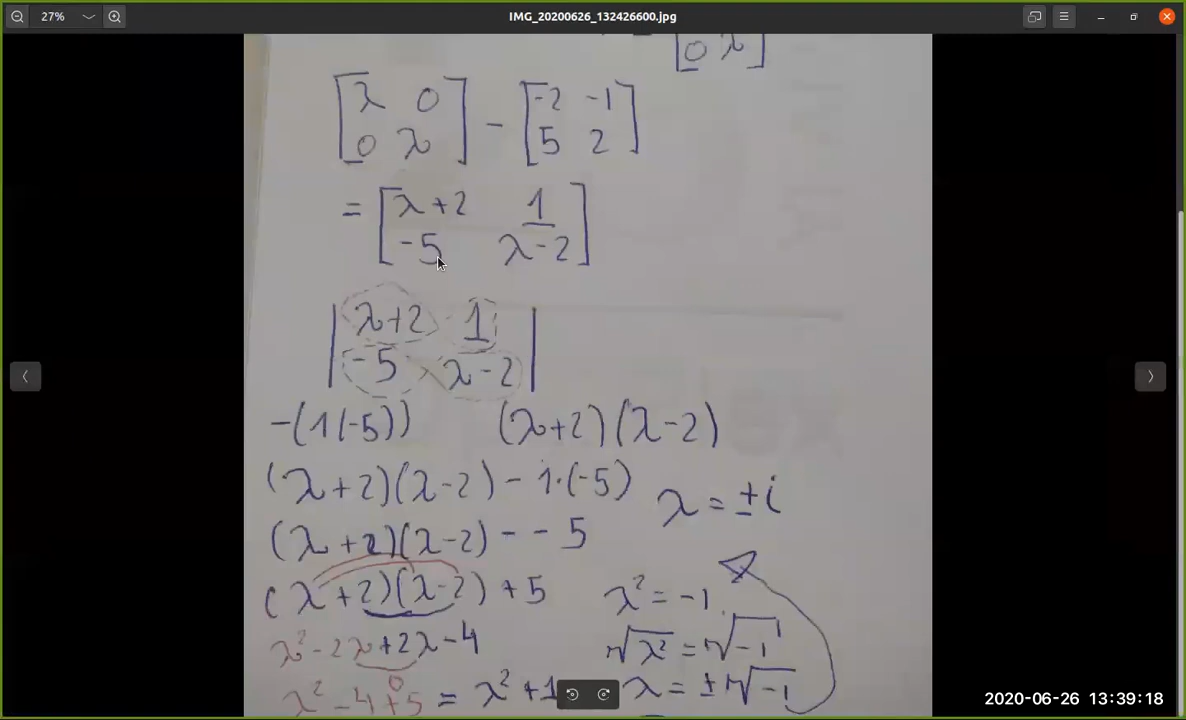 27%
IMG_20200626_132426600.jpg
0 λ
[λ 0] - [-2 -1]
[0 λ] [5 2]
= [λ+2 1]
[-5 λ-2]
|λ+2 1|
|-5 λ-2|
-(1(-5)) (λ+2)(λ-2)
(λ+2)(λ-2) - 1·(-5)
λ = ±i
(λ+2)(λ-2) - - 5
(λ+2)(λ-2) + 5
λ² = -1
λ²-2λ+2λ-4
√λ² = √-1
0
λ²-4+5 = λ²+1
λ = ±√-1
2020-06-26 13:39:18